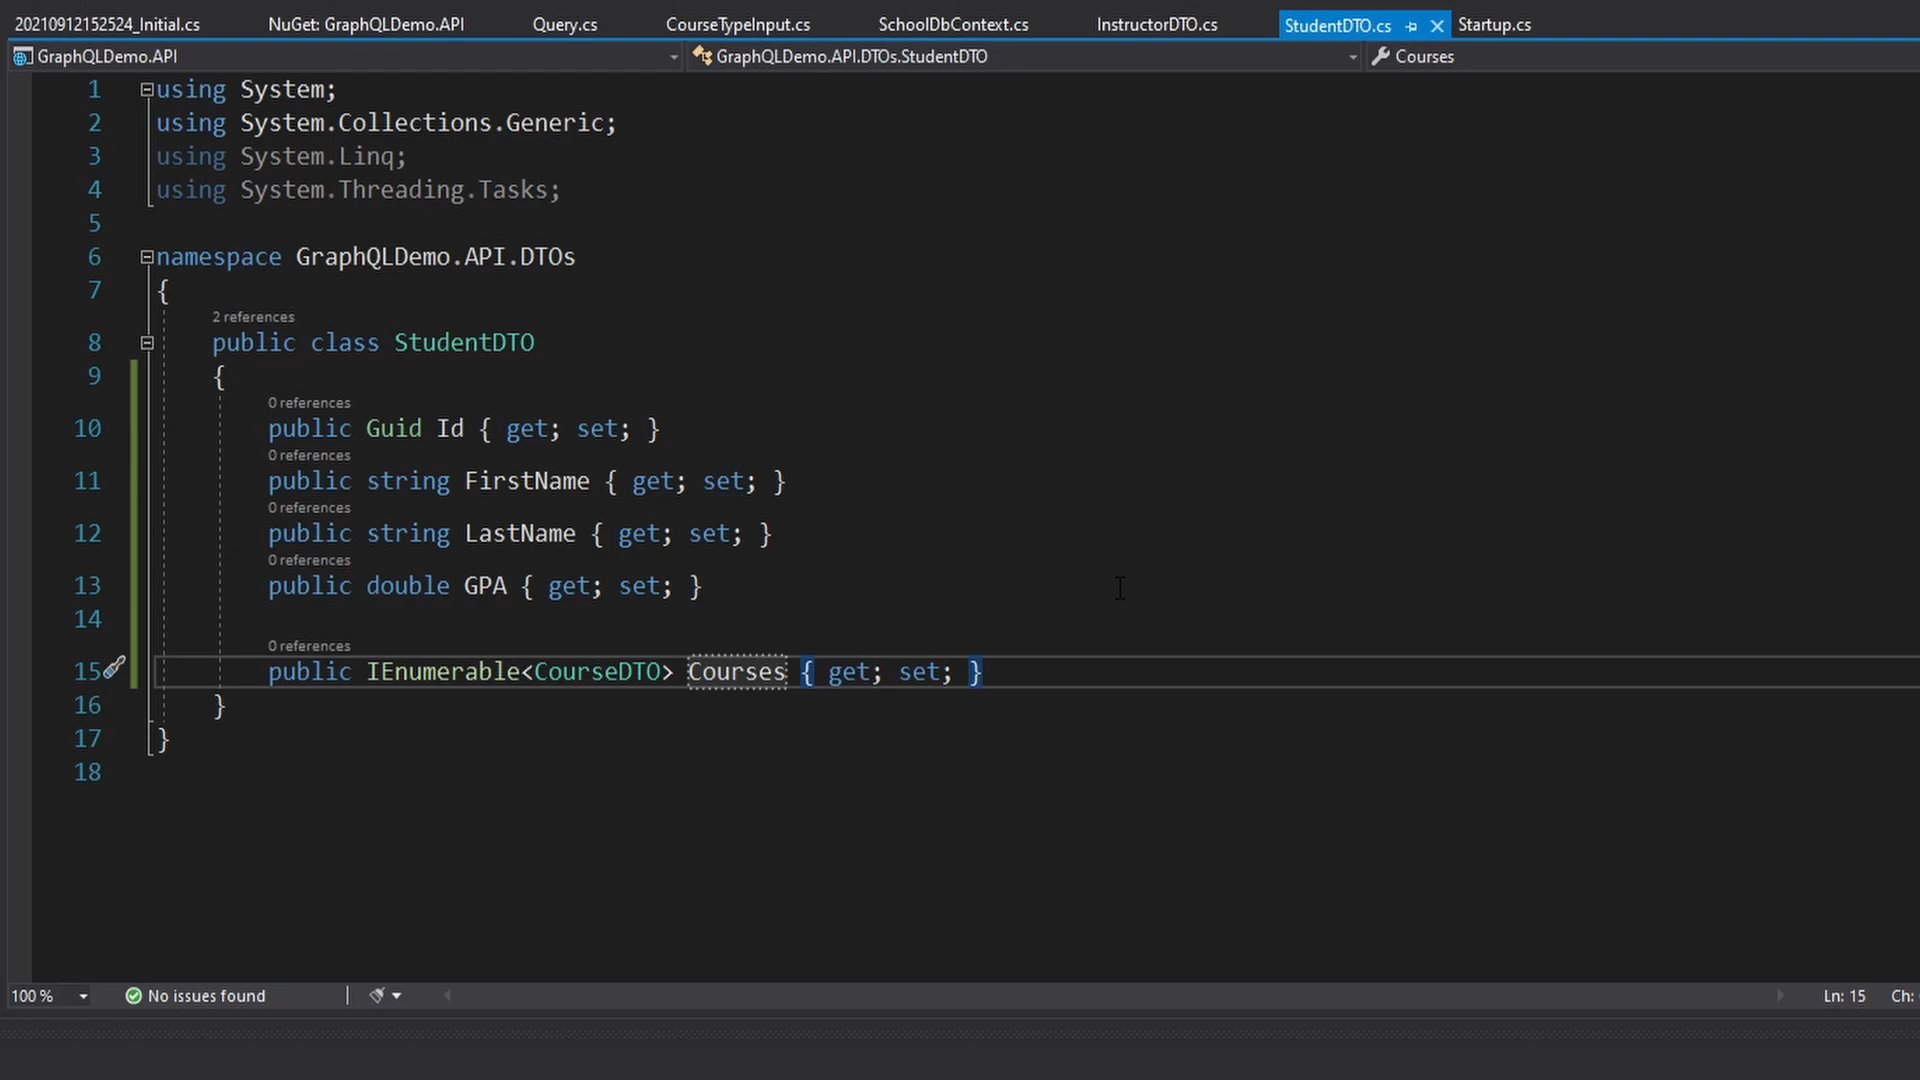 20210912152524_Initial.cs NuGet: GraphQLDemo.API Query.cs CourseTypeInput.cs SchoolDbContext.cs InstructorDTO.cs StudentDTO.cs Startup.cs
GraphQLDemo.API GraphQLDemo.API.DTOs.StudentDTO Courses
1 using System;
2 using System.Collections.Generic;
3 using System.Linq;
4 using System.Threading.Tasks;
5
6 namespace GraphQLDemo.API.DTOs
7 {
2 references
8 public class StudentDTO
9 {
0 references
10 public Guid Id { get; set; }
0 references
11 public string FirstName { get; set; }
0 references
12 public string LastName { get; set; }
0 references
13 public double GPA { get; set; }
14
0 references
15 public IEnumerable<CourseDTO> Courses { get; set; }
16 }
17 }
18
100 % No issues found Ln: 15 Ch: